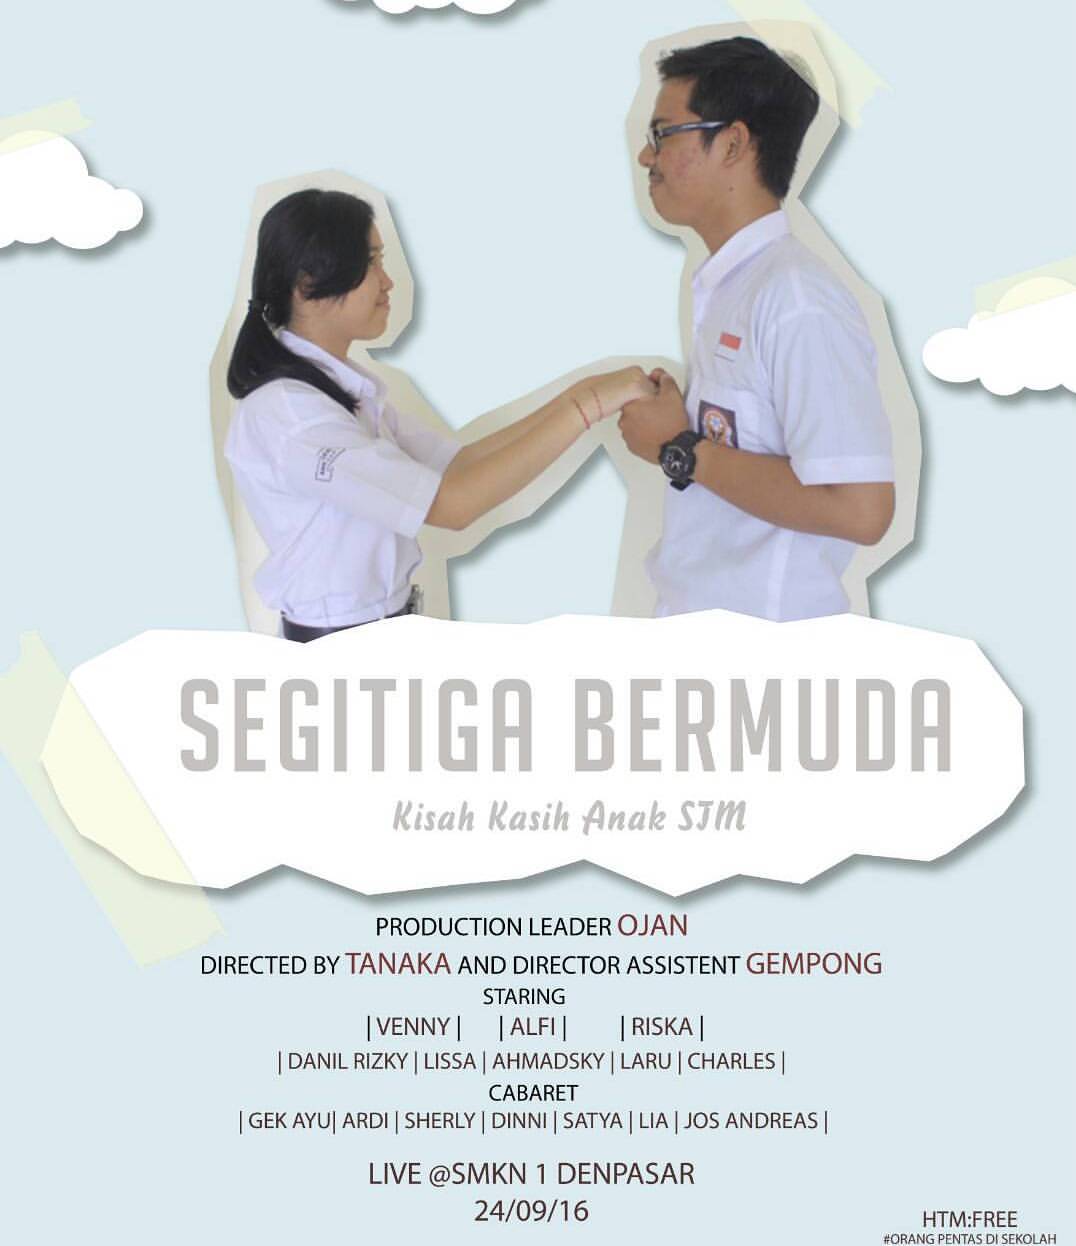 SEGITIGA BERMUDA
Kisah Kasih Anak STM
PRODUCTION LEADER OJAN
DIRECTED BY TANAKA AND DIRECTOR ASSISTENT GEMPONG
STARING
| VENNY | | ALFI | | RISKA |
| DANIL RIZKY | LISSA | AHMADSKY | LARU | CHARLES |
CABARET
| GEK AYU| ARDI | SHERLY | DINNI | SATYA | LIA | JOS ANDREAS |
LIVE @SMKN 1 DENPASAR
24/09/16
HTM:FREE
#ORANG PENTAS DI SEKOLAH